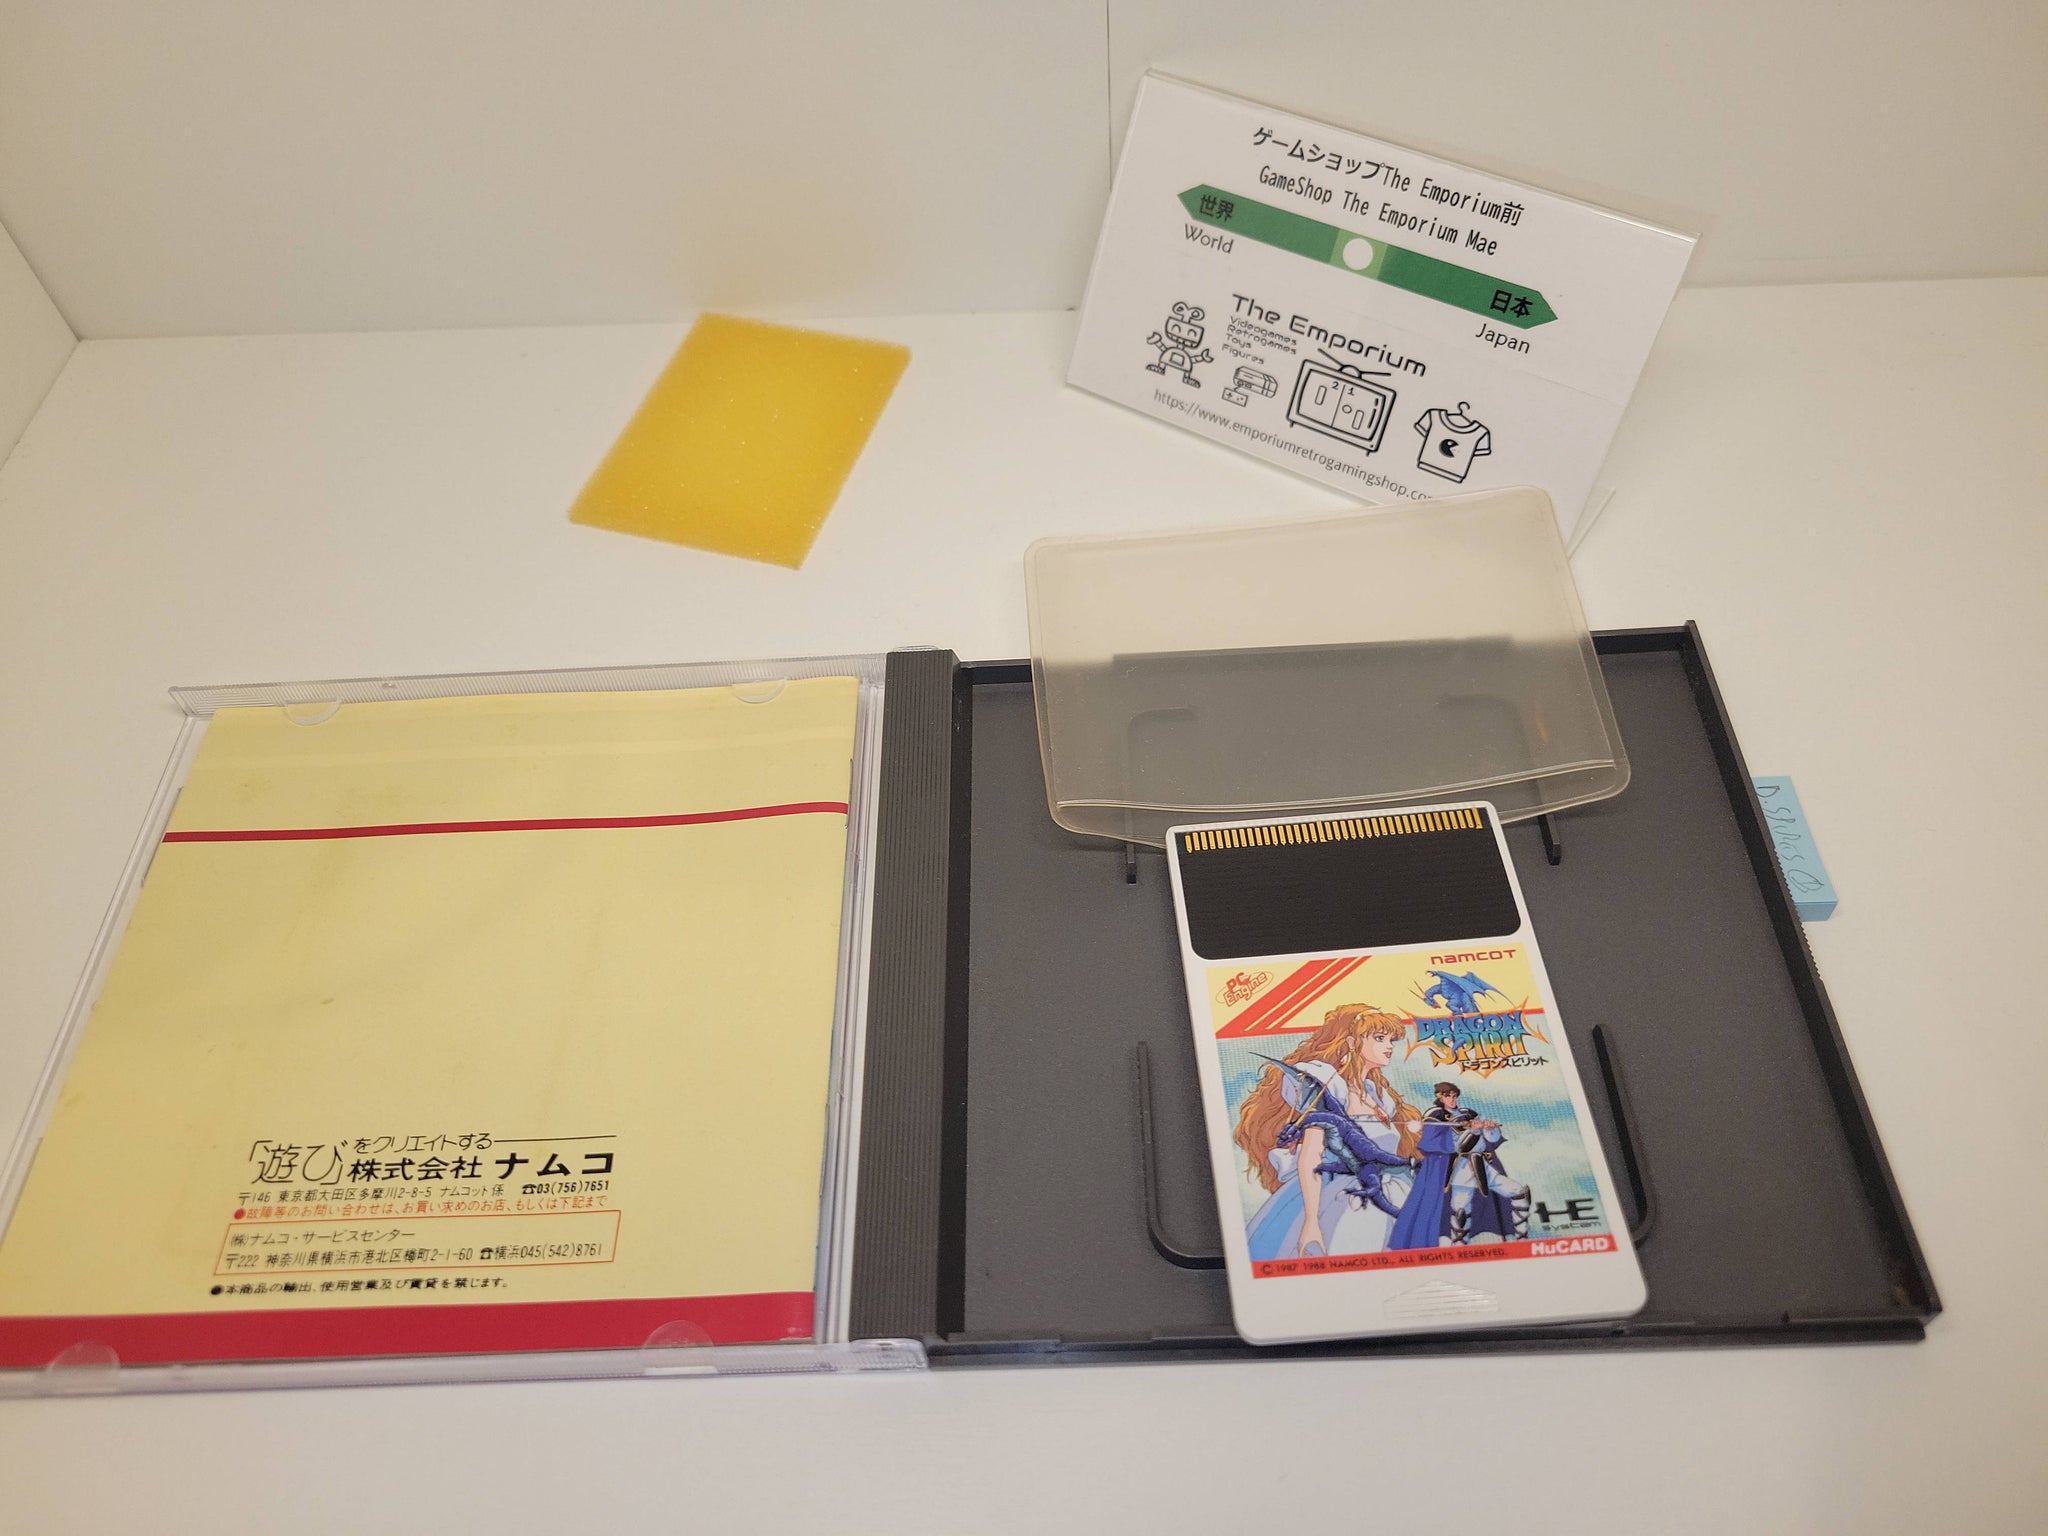 ゲームショップThe Emporium前
GameShop The Emporium Mae
世界
World
日本
Japan
The Emporium
Videogames
Retrogames
Toys
Figures
2 1
https://www.emporiumretrogamingshop.co
「遊び」をクリエイトする
株式会社 ナムコ
〒146 東京都大田区多摩川2-8-5 ナムコット係 ☎03(756)7651
●故障等のお問い合わせは、お買い求めのお店、もしくは下記まで
㈱ナムコ・サービスセンター
〒222 神奈川県横浜市港北区樽町2-1-60 ☎横浜045(542)8761
●本商品の輸出、使用営業及び賃貸を禁じます。
PC Engine
namcot
DRAGON
SPIRIT
ドラゴンスピリット
HE
system
HuCARD
© 1987 1988 NAMCO LTD., ALL RIGHTS RESERVED.